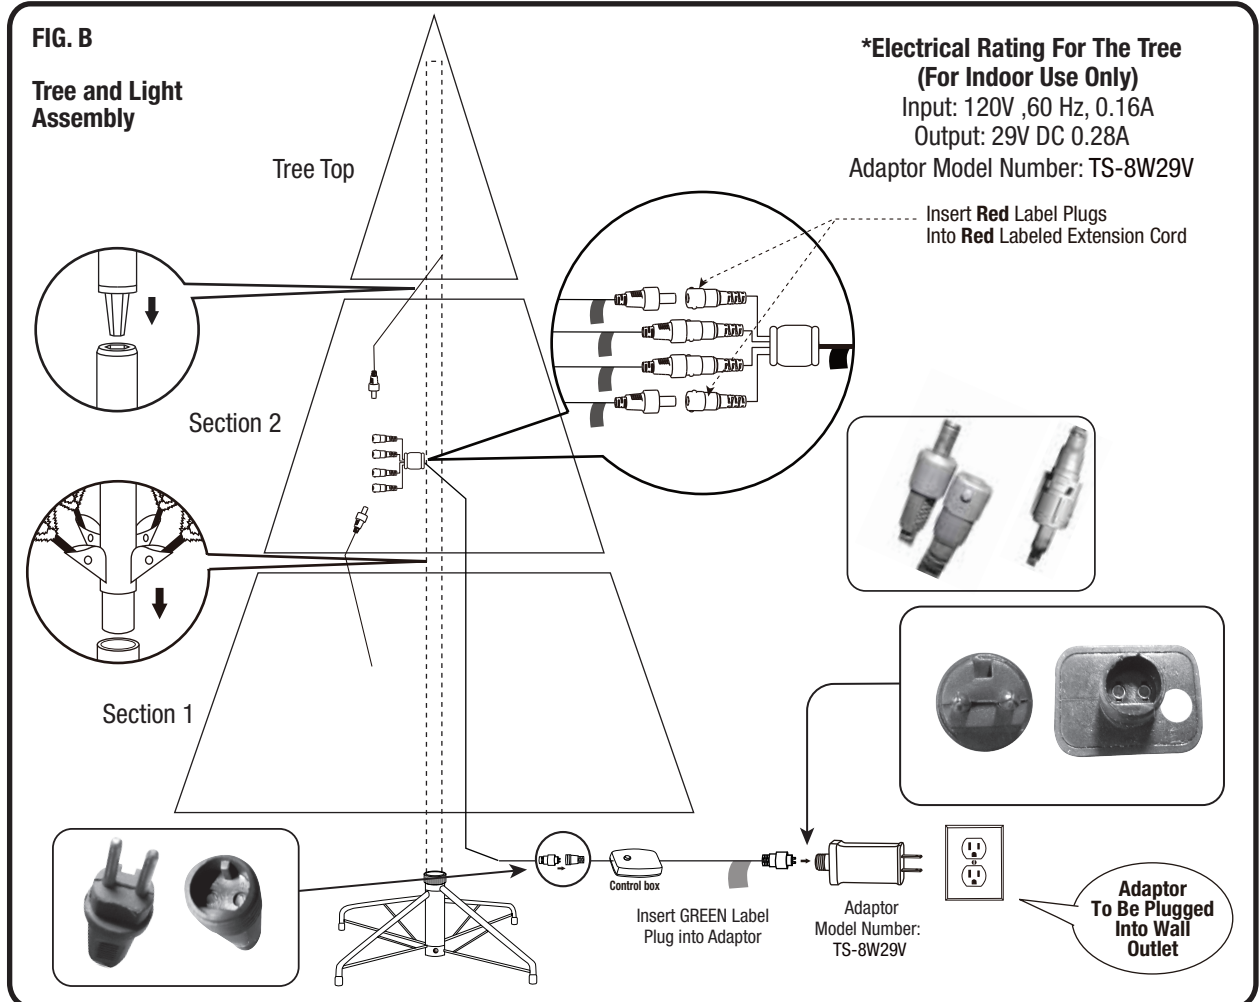 FIG. B
Tree and Light
Assembly
*Electrical Rating For The Tree
(For Indoor Use Only)
Input: 120V ,60 Hz, 0.16A
Output: 29V DC 0.28A
Adaptor Model Number: TS-8W29V
Tree Top
Insert Red Label Plugs
Into Red Labeled Extension Cord
Section 2
Section 1
Control box
Insert GREEN Label
Plug into Adaptor
Adaptor
Model Number:
TS-8W29V
Adaptor
To Be Plugged
Into Wall
Outlet